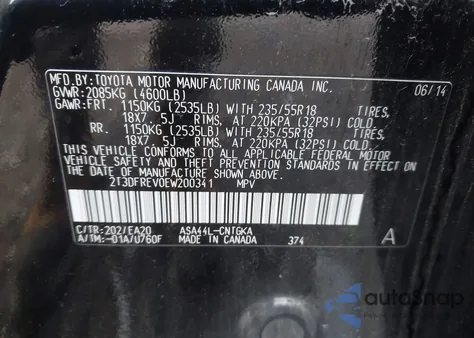 MFD. BY: TOYOTA MOTOR MANUFACTURING CANADA INC. 06/14
GVWR: 2085KG (4600LB)
GAWR: FRT. 1150KG (2535LB) WITH 235/55R18 TIRES,
18X7. 5J RIMS, AT 220KPA (32PSI) COLD.
RR. 1150KG (2535LB) WITH 235/55R18 TIRES,
18X7. 5J RIMS, AT 220KPA (32PSI) COLD.
THIS VEHICLE CONFORMS TO ALL APPLICABLE FEDERAL MOTOR
VEHICLE SAFETY AND THEFT PREVENTION STANDARDS IN EFFECT
ON THE DATE OF MANUFACTURE SHOWN ABOVE.
2T3DFREV0EW200341 MPV
C/TR: 202/EA20 ASA44L-CNTGKA
A/TM: -01A/U760F MADE IN CANADA 374 A
autoSnap